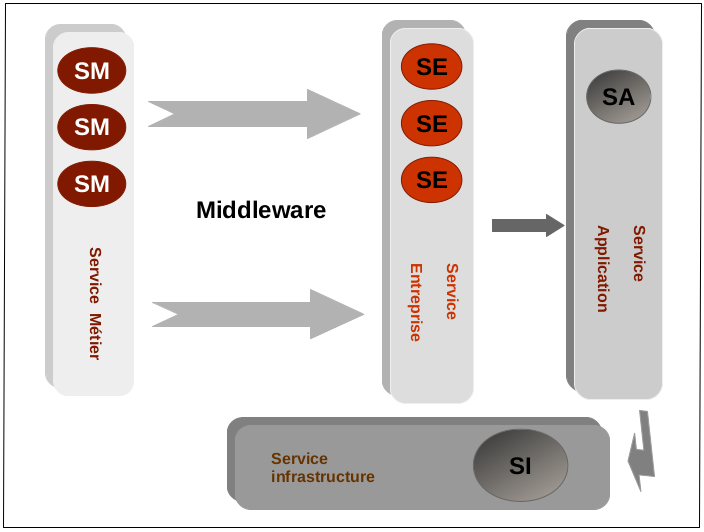 SM
SM
SM
Service Métier
Middleware
SE
SE
SE
Service
Entreprise
SA
Service
Application
Service
infrastructure
SI